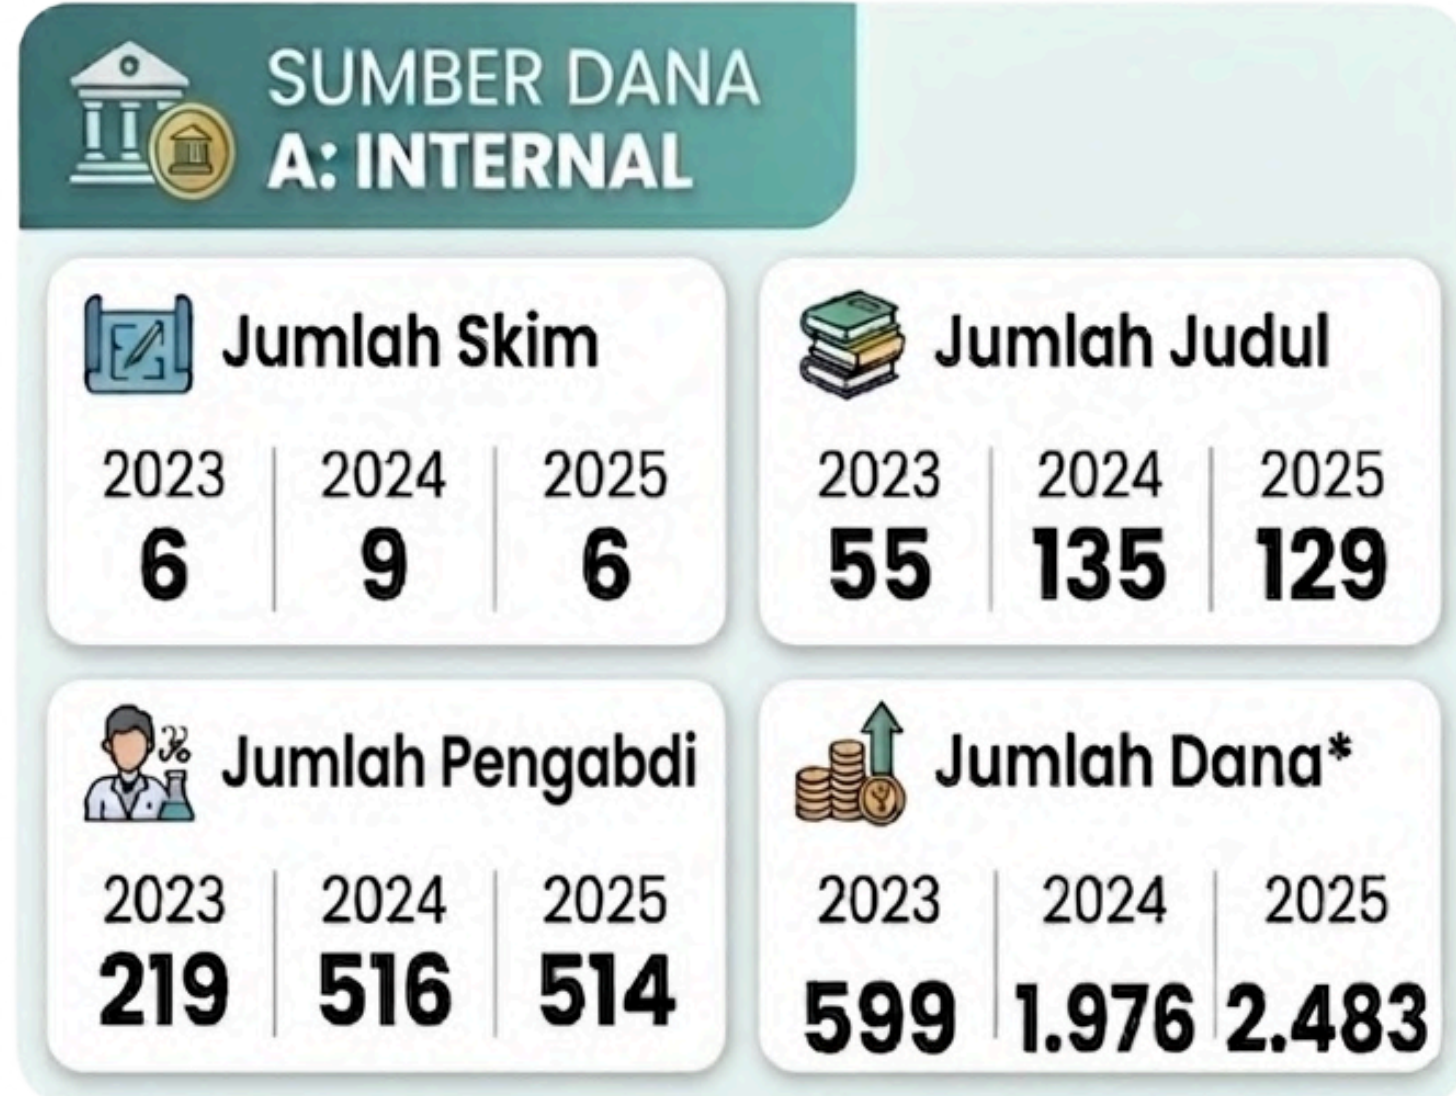 SUMBER DANA
A: INTERNAL
Jumlah Skim
2023 2024 2025
6 9 6
Jumlah Judul
2023 2024 2025
55 135 129
Jumlah Pengabdi
2023 2024 2025
219 516 514
Jumlah Dana*
2023 2024 2025
599 1.976 2.483